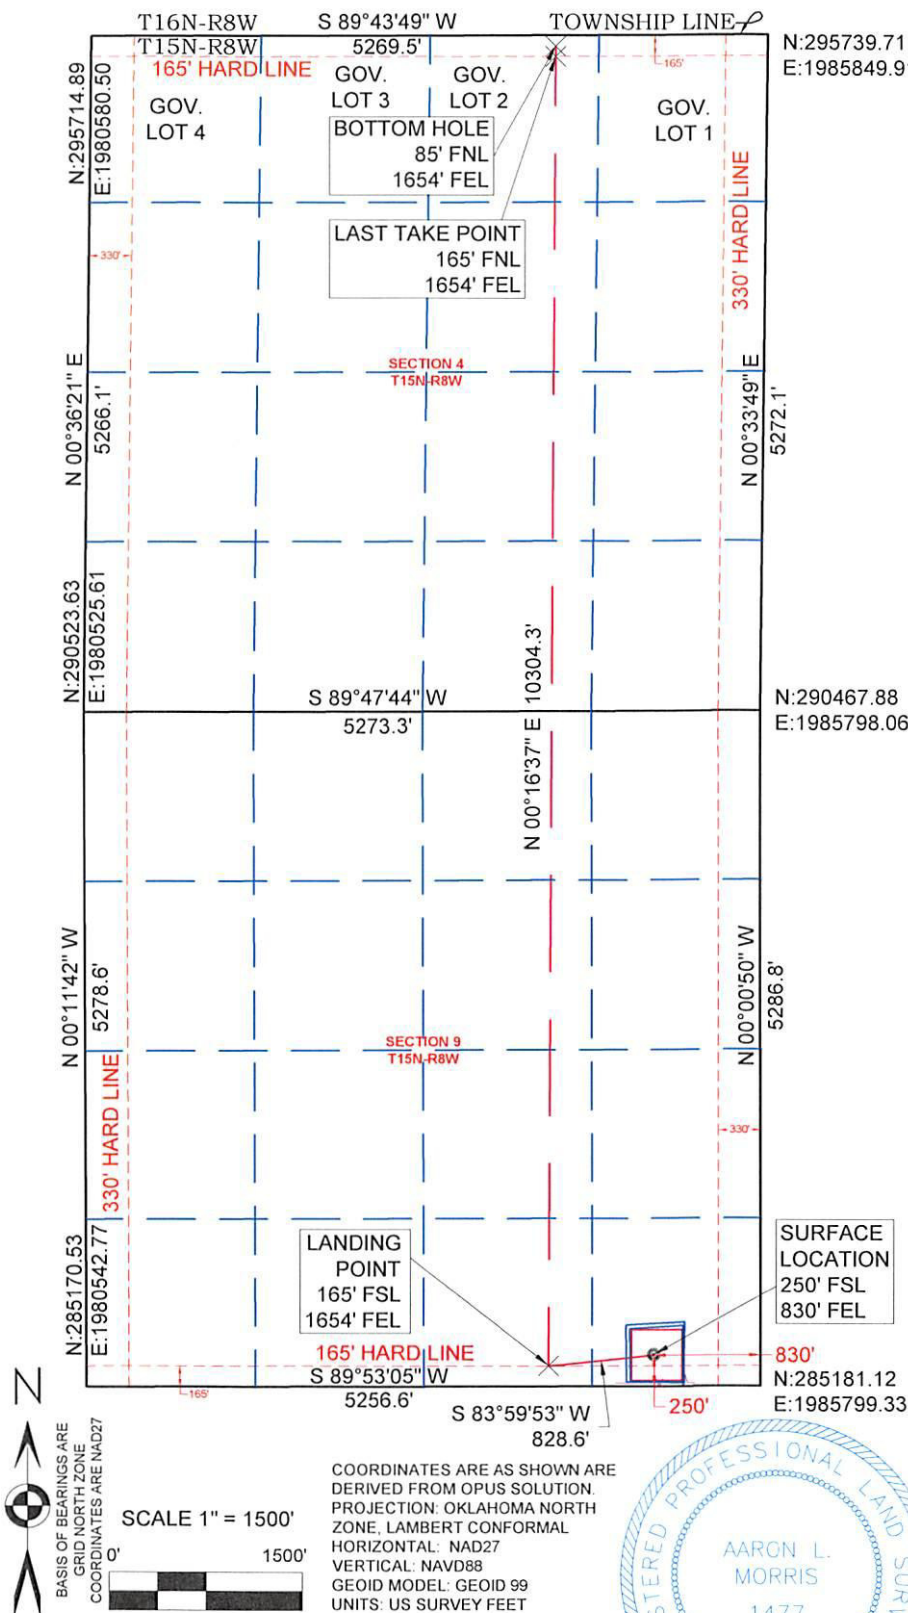 T16N-R8W
S 89°43'49" W
TOWNSHIP LINE
T15N-R8W
5269.5'
N:295739.71
165' HARD LINE
165'
E:1985849.9
GOV.
LOT 3
GOV.
LOT 2
GOV.
LOT 4
GOV.
LOT 1
N:295714.89
E:1980580.50
BOTTOM HOLE
85' FNL
1654' FEL
330' HARD LINE
LAST TAKE POINT
165' FNL
1654' FEL
330'
SECTION 4
T15N-R8W
N 00°36'21" E
5266.1'
N 00°33'49" E
5272.1'
N:290523.63
E:1980525.61
N 00°16'37" E 10304.3'
S 89°47'44" W
5273.3'
N:290467.88
E:1985798.06
N 00°11'42" W
5278.6'
N 00°00'50" W
5286.8'
SECTION 9
T15N-R8W
330' HARD LINE
330'
N:285170.53
E:1980542.77
LANDING
POINT
165' FSL
1654' FEL
SURFACE
LOCATION
250' FSL
830' FEL
165' HARD LINE
830'
S 89°53'05" W
N:285181.12
165'
5256.6'
250'
E:1985799.33
S 83°59'53" W
828.6'
N
BASIS OF BEARINGS ARE
GRID NORTH ZONE
COORDINATES ARE NAD27
SCALE 1" = 1500'
0'
1500'
COORDINATES ARE AS SHOWN ARE
DERIVED FROM OPUS SOLUTION.
PROJECTION: OKLAHOMA NORTH
ZONE, LAMBERT CONFORMAL
HORIZONTAL: NAD27
VERTICAL: NAVD88
GEOID MODEL: GEOID 99
UNITS: US SURVEY FEET
STERED PROFESSIONAL LAND SURV
AARON L.
MORRIS
1477